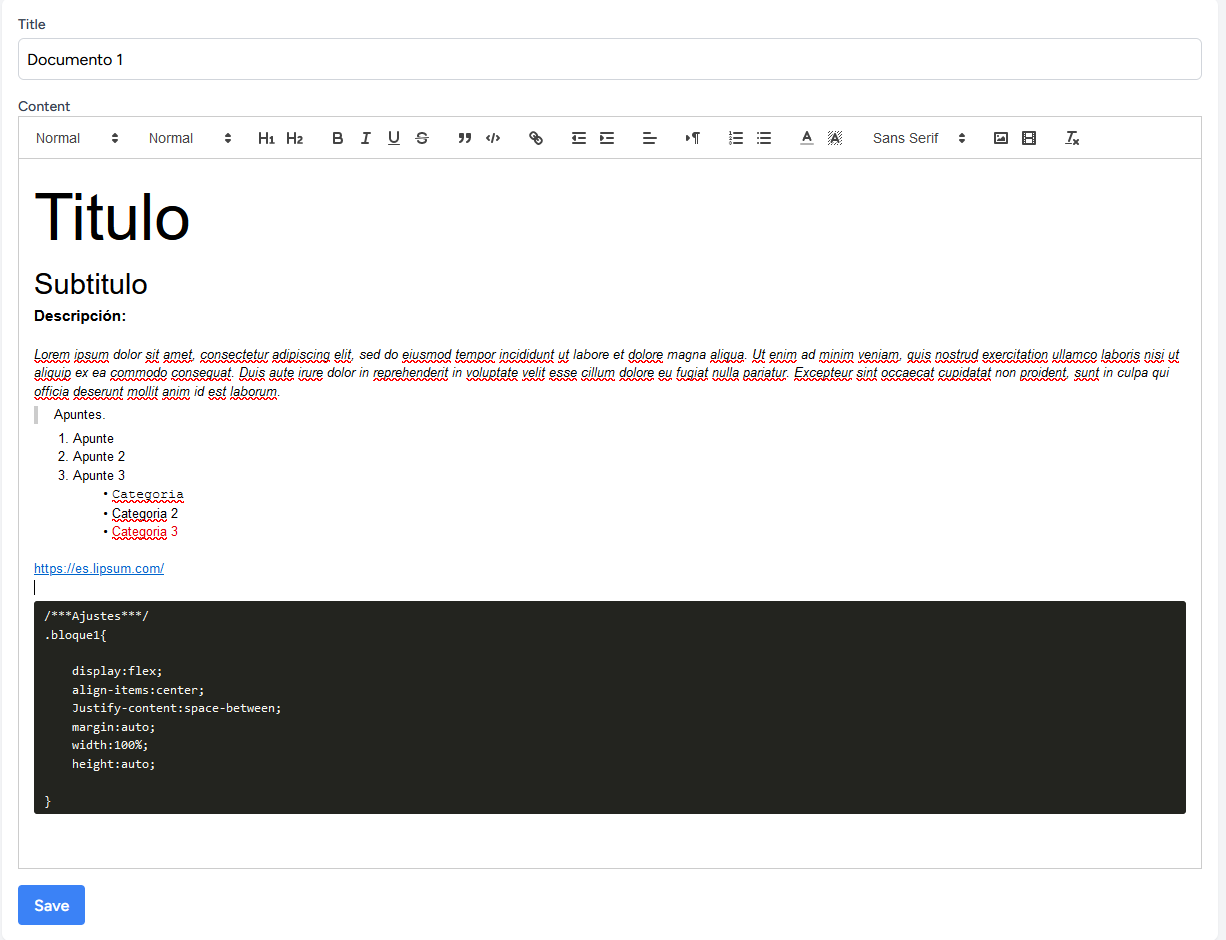 Title
Documento 1
Content
Normal Normal H1 H2 B I U S Sans Serif
Titulo
Subtitulo
Descripción:
Lorem ipsum dolor sit amet, consectetur adipiscing elit, sed do eiusmod tempor incididunt ut labore et dolore magna aliqua. Ut enim ad minim veniam, quis nostrud exercitation ullamco laboris nisi ut
aliquip ex ea commodo consequat. Duis aute irure dolor in reprehenderit in voluptate velit esse cillum dolore eu fugiat nulla pariatur. Excepteur sint occaecat cupidatat non proident, sunt in culpa qui
officia deserunt mollit anim id est laborum.
Apuntes.
1. Apunte
2. Apunte 2
3. Apunte 3
• Categoria
• Categoria 2
• Categoria 3
https://es.lipsum.com/
/***Ajustes***/
.bloque1{
display:flex;
align-items:center;
Justify-content:space-between;
margin:auto;
width:100%;
height:auto;
}
Save